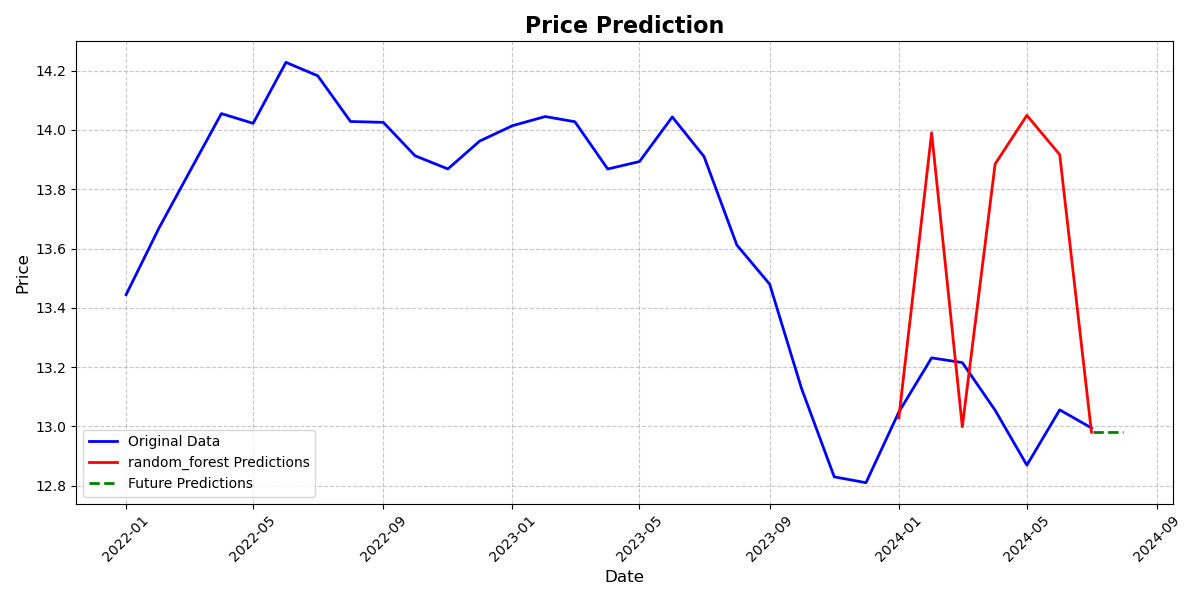 Price Prediction
Price
14.2
14.0
13.8
13.6
13.4
13.2
13.0
12.8
Original Data
random_forest Predictions
Future Predictions
2022-01
2022-05
2022-09
2023-01
2023-05
2023-09
2024-01
2024-05
2024-09
Date